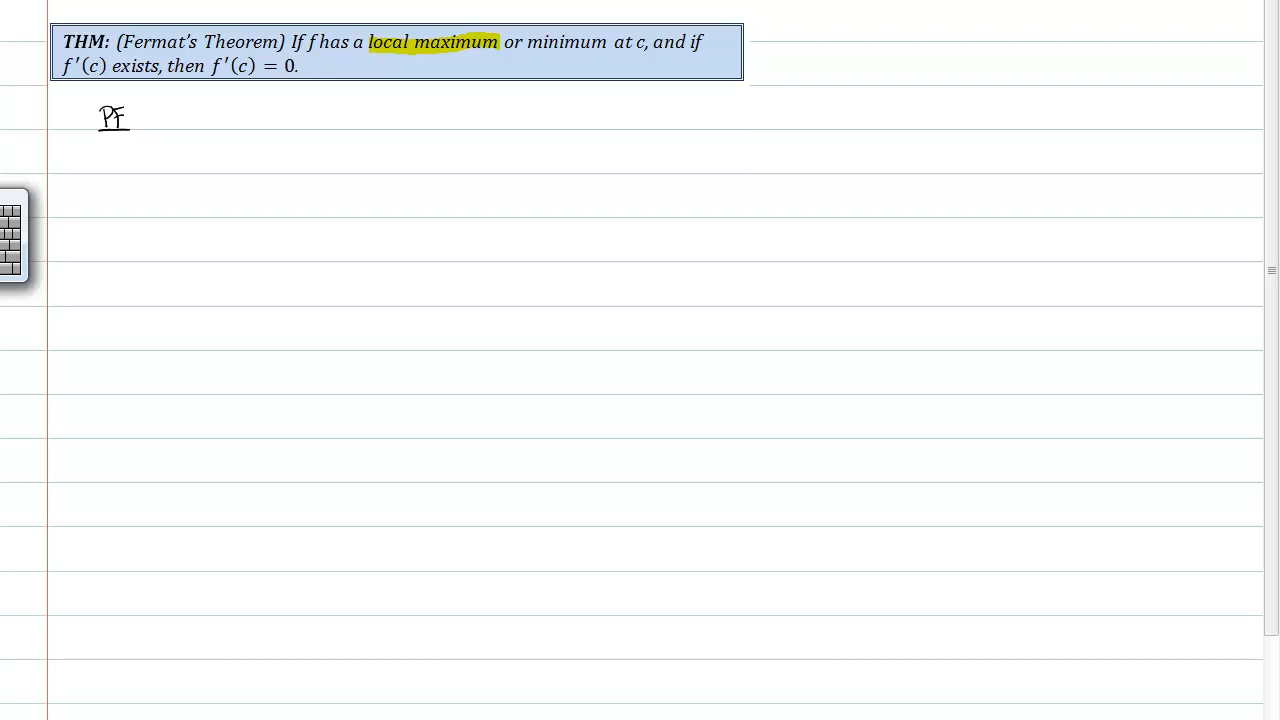 THM: (Fermat's Theorem) If f has a local maximum or minimum at c, and if
f′(c) exists, then f′(c) = 0.
PF